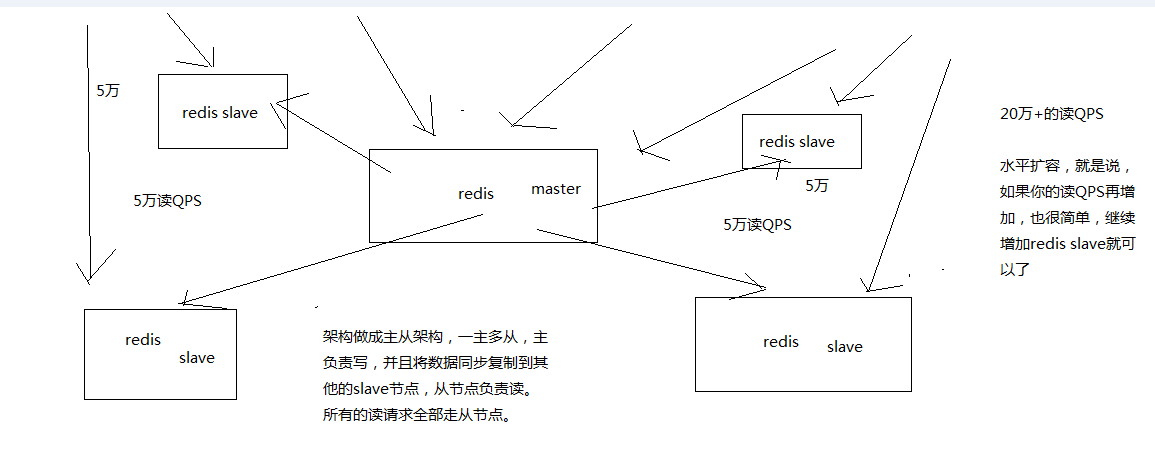 5万
redis slave
5万读QPS
redis
master
redis slave
5万
5万读QPS
20万+的读QPS
水平扩容，就是说，
如果你的读QPS再增
加，也很简单，继续
增加redis slave就可
以了
redis
slave
架构做成主从架构，一主多从，主
负责写，并且将数据同步复制到其
他的slave节点，从节点负责读。
所有的读请求全部走从节点。
redis
slave